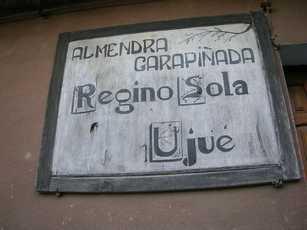 ALMENDRA
GARAPIÑADA
Regino Sola
Ujué